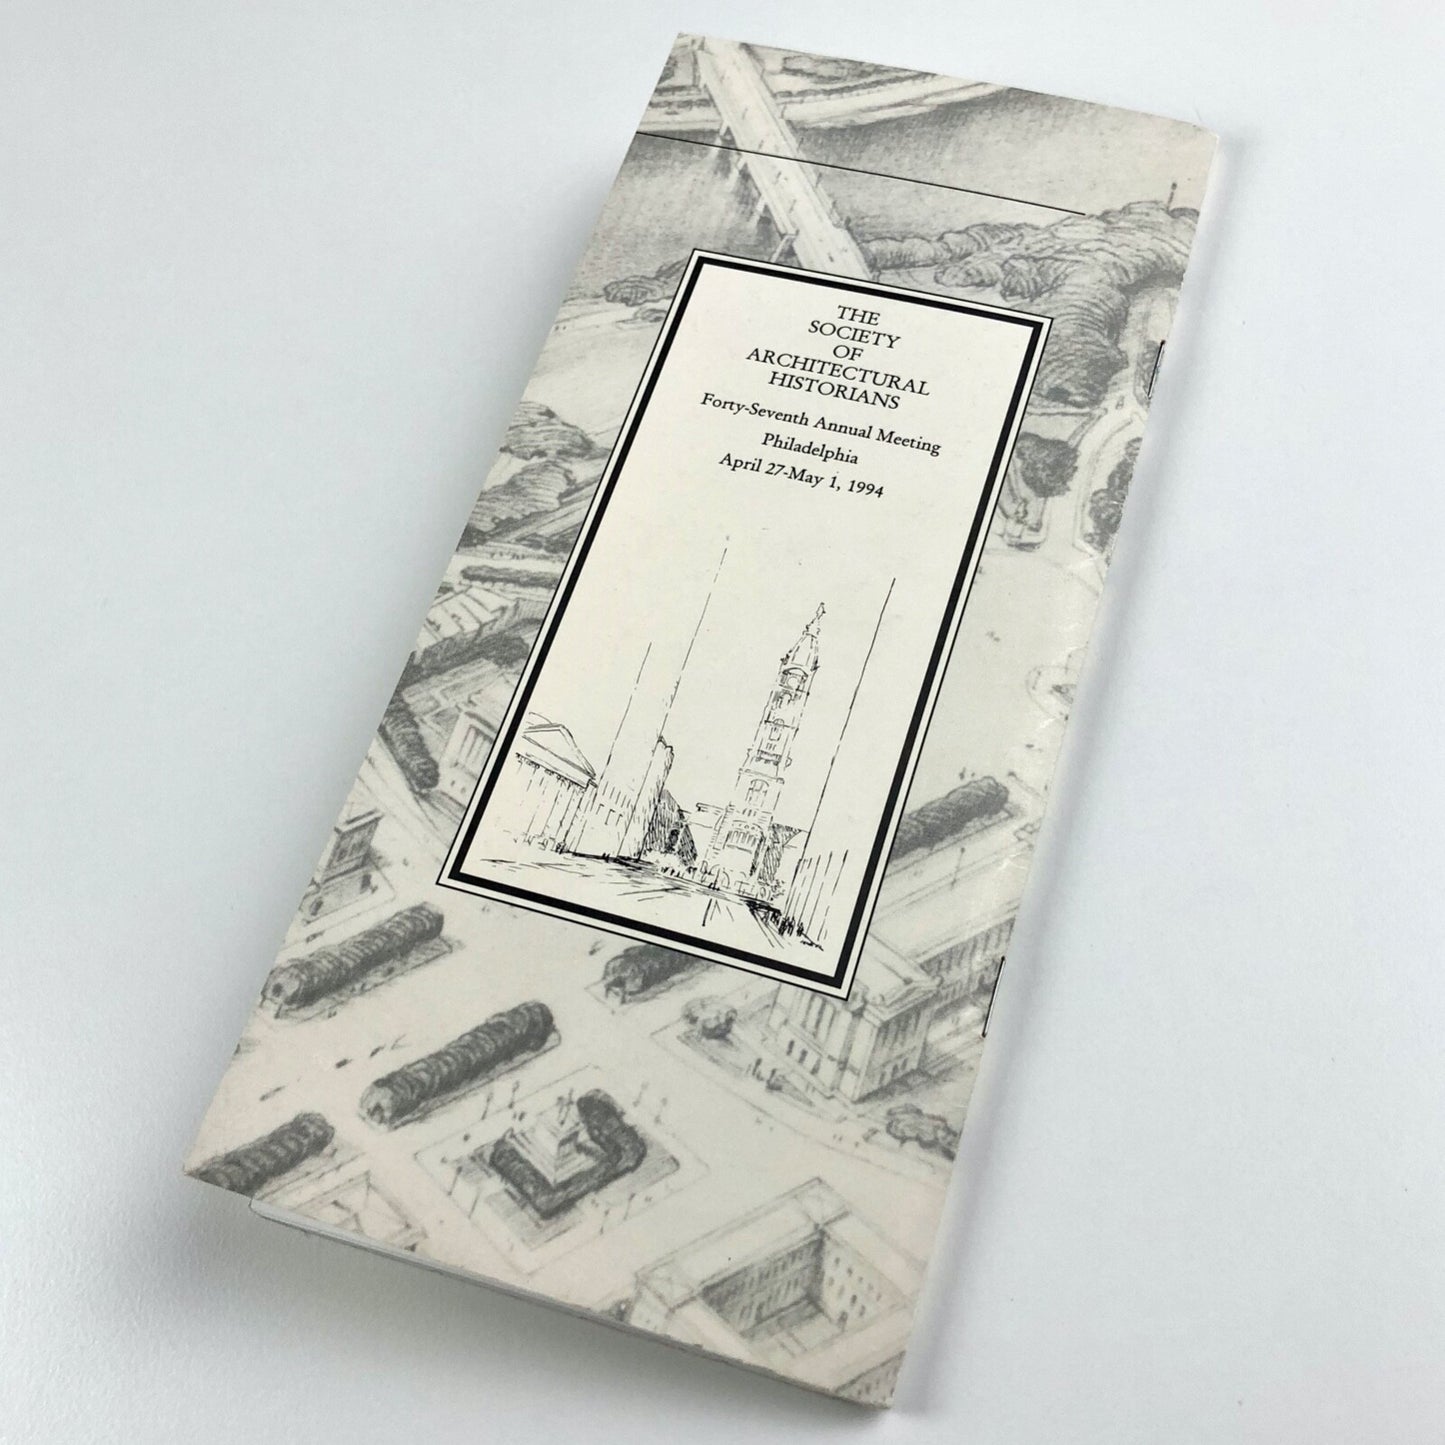 THE
SOCIETY
OF
ARCHITECTURAL
HISTORIANS
Forty-Seventh Annual Meeting
Philadelphia
April 27-May 1, 1994